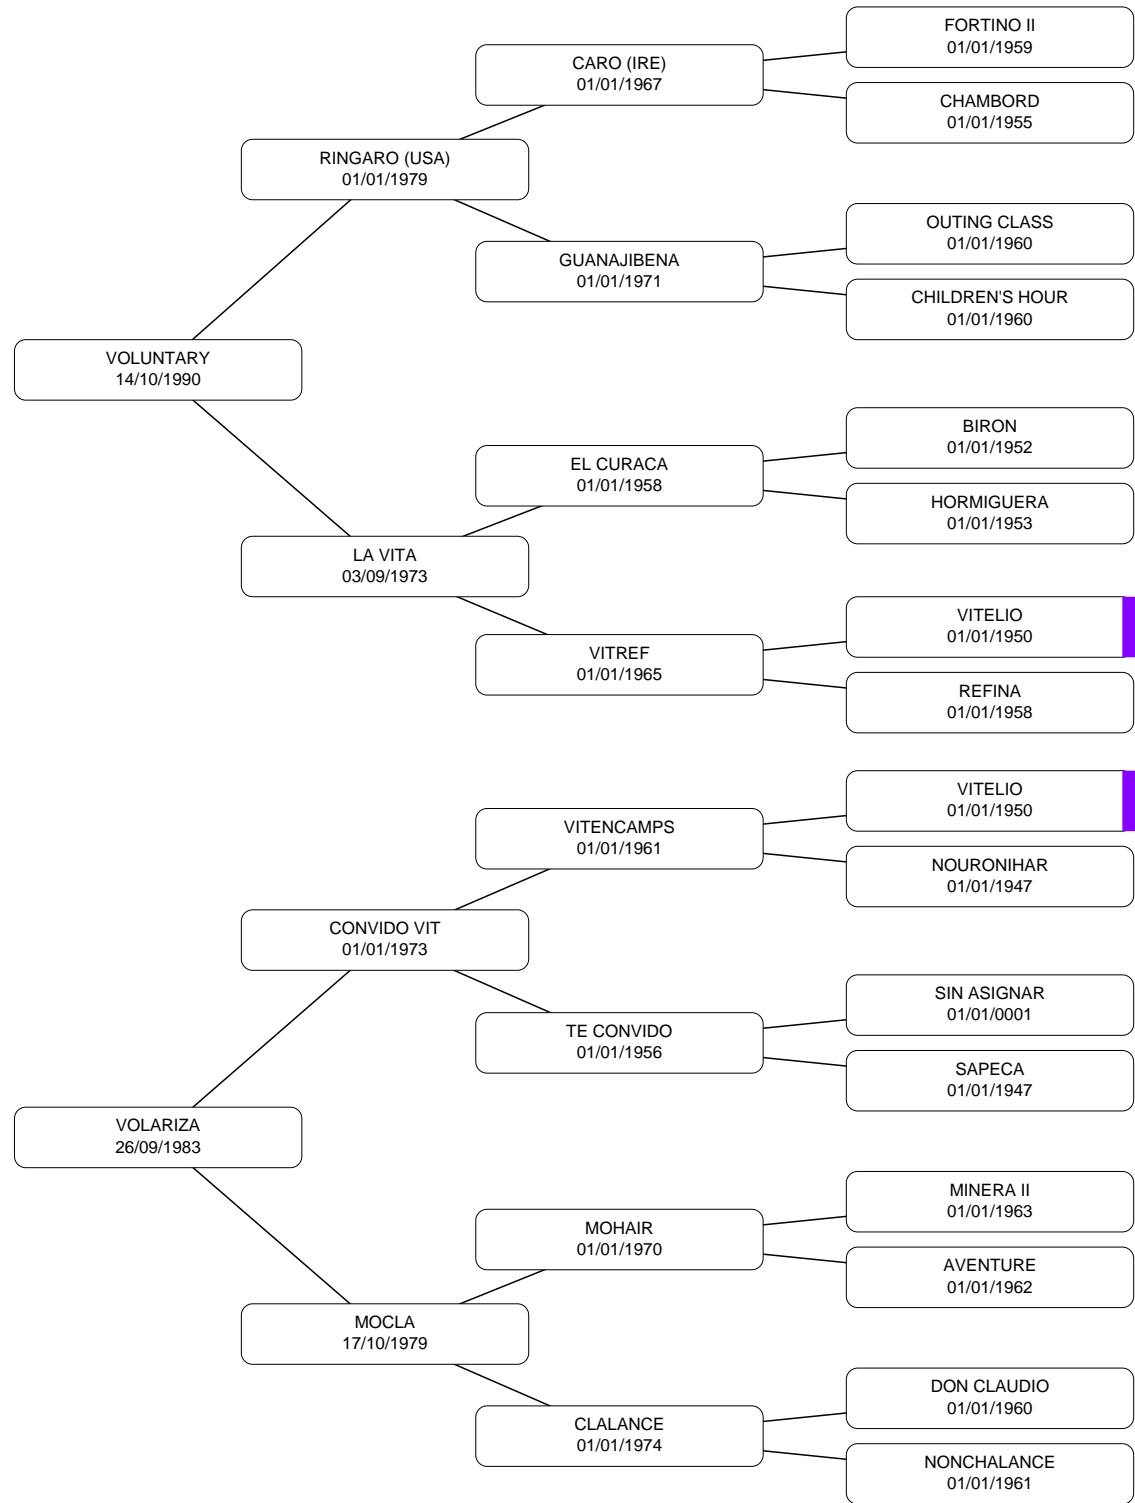 FORTINO II
01/01/1959
CARO (IRE)
01/01/1967
CHAMBORD
01/01/1955
RINGARO (USA)
01/01/1979
OUTING CLASS
01/01/1960
GUANAJIBENA
01/01/1971
CHILDREN'S HOUR
01/01/1960
VOLUNTARY
14/10/1990
BIRON
01/01/1952
EL CURACA
01/01/1958
HORMIGUERA
01/01/1953
LA VITA
03/09/1973
VITELIO
01/01/1950
VITREF
01/01/1965
REFINA
01/01/1958
VITELIO
01/01/1950
VITENCAMPS
01/01/1961
NOURONIHAR
01/01/1947
CONVIDO VIT
01/01/1973
SIN ASIGNAR
01/01/0001
TE CONVIDO
01/01/1956
SAPECA
01/01/1947
VOLARIZA
26/09/1983
MINERA II
01/01/1963
MOHAIR
01/01/1970
AVENTURE
01/01/1962
MOCLA
17/10/1979
DON CLAUDIO
01/01/1960
CLALANCE
01/01/1974
NONCHALANCE
01/01/1961